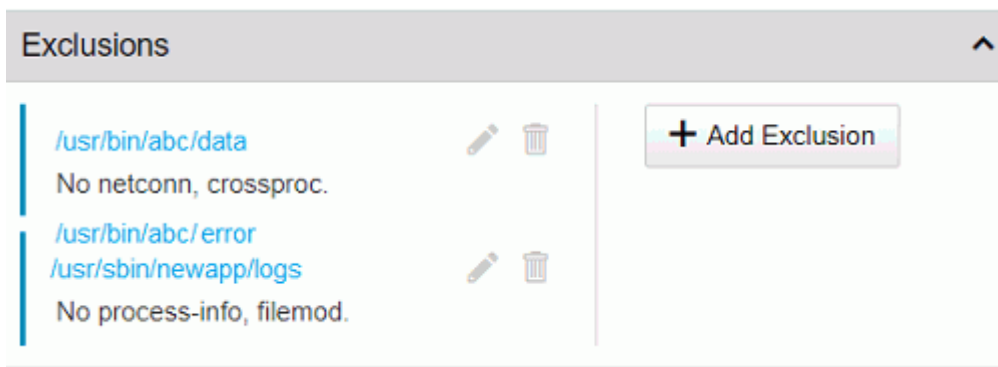 Exclusions
/usr/bin/abc/data
No netconn, crossproc.
/usr/bin/abc/error
/usr/sbin/newapp/logs
No process-info, filemod.
+ Add Exclusion